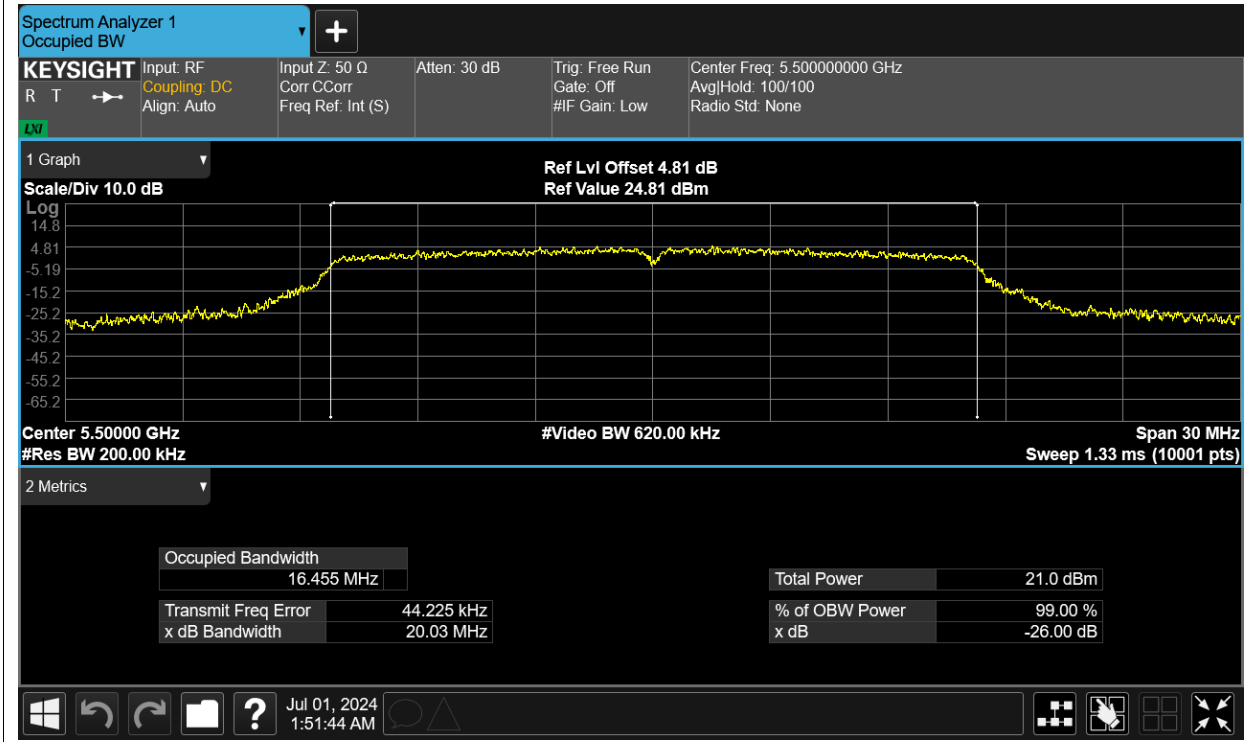 Spectrum Analyzer 1
Occupied BW
KEYSIGHT
R T
LXI
Input: RF
Coupling: DC
Align: Auto
Input Z: 50 Ω
Corr CCorr
Freq Ref: Int (S)
Atten: 30 dB
Trig: Free Run
Gate: Off
#IF Gain: Low
Center Freq: 5.500000000 GHz
Avg|Hold: 100/100
Radio Std: None
1 Graph
Scale/Div 10.0 dB
Ref Lvl Offset 4.81 dB
Ref Value 24.81 dBm
Log
14.8
4.81
-5.19
-15.2
-25.2
-35.2
-45.2
-55.2
-65.2
Center 5.50000 GHz
#Video BW 620.00 kHz
Span 30 MHz
#Res BW 200.00 kHz
Sweep 1.33 ms (10001 pts)
2 Metrics
Occupied Bandwidth
16.455 MHz
Total Power 21.0 dBm
Transmit Freq Error 44.225 kHz
% of OBW Power 99.00 %
x dB Bandwidth 20.03 MHz
x dB -26.00 dB
?
Jul 01, 2024
1:51:44 AM